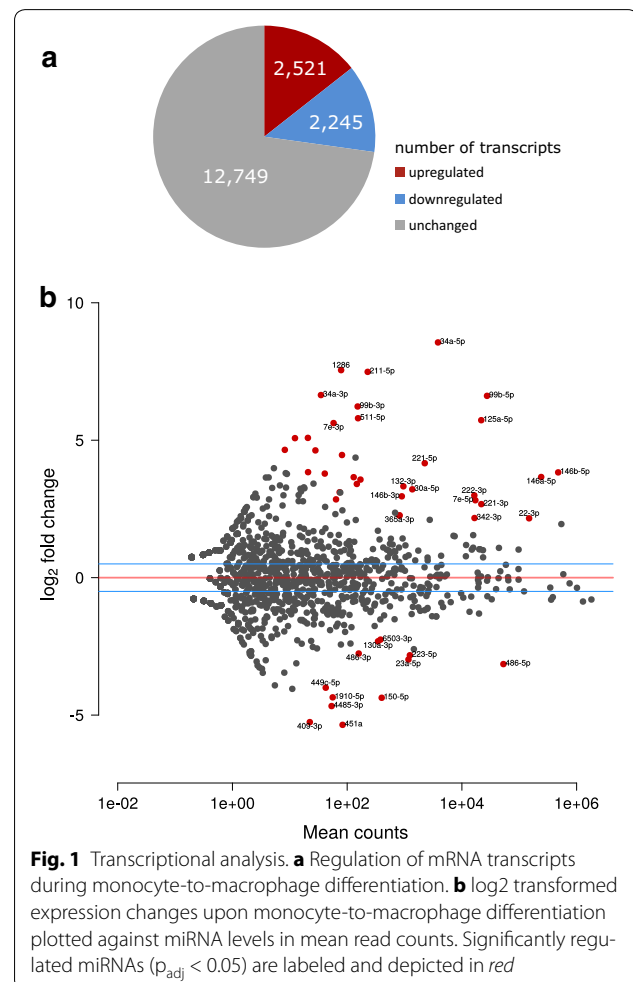 a
2,521
2,245
12,749
number of transcripts
upregulated
downregulated
unchanged
b
10
5
0
-5
log2 fold change
34a-5p
1286
211-5p
34a-3p
99b-3p
99b-5p
511-5p
7e-3p
125a-5p
221-5p
146b-5p
146a-5p
132-3p
30a-5p
146b-3p
222-3p
7e-5p
221-3p
365a-3p
342-3p
22-3p
6503-3p
130a-3p
486-3p
223-5p
23a-5p
486-5p
449c-5p
1910-5p
150-5p
4485-3p
409-3p
451a
1e-02
1e+00
1e+02
1e+04
1e+06
Mean counts
Fig. 1 Transcriptional analysis. a Regulation of mRNA transcripts
during monocyte-to-macrophage differentiation. b log2 transformed
expression changes upon monocyte-to-macrophage differentiation
plotted against miRNA levels in mean read counts. Significantly regu-
lated miRNAs (padj < 0.05) are labeled and depicted in red